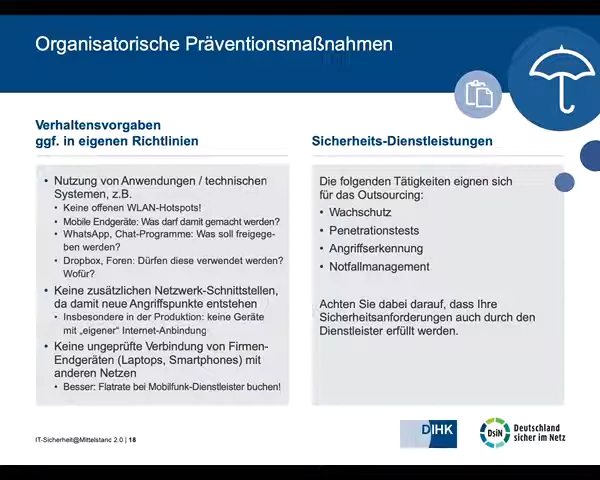 Organisatorische Präventionsmaßnahmen
Verhaltensvorgaben
ggf. in eigenen Richtlinien
• Nutzung von Anwendungen / technischen
Systemen, z.B.
• Keine offenen WLAN-Hotspots!
• Mobile Endgeräte: Was darf damit gemacht werden?
• WhatsApp, Chat-Programme: Was soll freigege-
ben werden?
• Dropbox, Foren: Dürfen diese verwendet werden?
Wofür?
• Keine zusätzlichen Netzwerk-Schnittstellen,
da damit neue Angriffspunkte entstehen
• Insbesondere in der Produktion: keine Geräte
mit „eigener“ Internet-Anbindung
• Keine ungeprüfte Verbindung von Firmen-
Endgeräten (Laptops, Smartphones) mit
anderen Netzen
• Besser: Flatrate bei Mobilfunk-Dienstleister buchen!
Sicherheits-Dienstleistungen
Die folgenden Tätigkeiten eignen sich
für das Outsourcing:
• Wachschutz
• Penetrationstests
• Angriffserkennung
• Notfallmanagement
Achten Sie dabei darauf, dass Ihre
Sicherheitsanforderungen auch durch den
Dienstleister erfüllt werden.
IT-Sicherheit@Mittelstand 2.0 | 18
DIHK
DsiN
Deutschland
sicher im Netz